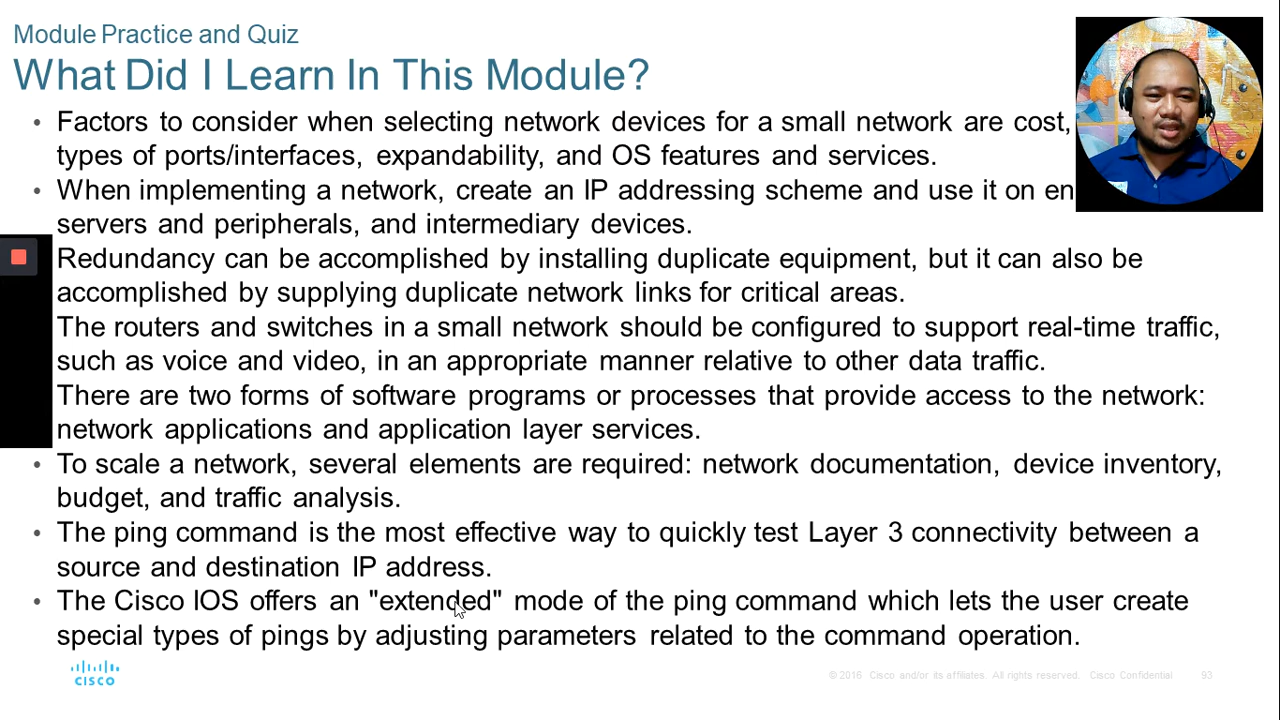 Module Practice and Quiz
What Did I Learn In This Module?
• Factors to consider when selecting network devices for a small network are cost,
types of ports/interfaces, expandability, and OS features and services.
• When implementing a network, create an IP addressing scheme and use it on
servers and peripherals, and intermediary devices.
Redundancy can be accomplished by installing duplicate equipment, but it can also be
accomplished by supplying duplicate network links for critical areas.
The routers and switches in a small network should be configured to support real-time traffic,
such as voice and video, in an appropriate manner relative to other data traffic.
There are two forms of software programs or processes that provide access to the network:
network applications and application layer services.
• To scale a network, several elements are required: network documentation, device inventory,
budget, and traffic analysis.
• The ping command is the most effective way to quickly test Layer 3 connectivity between a
source and destination IP address.
• The Cisco IOS offers an "extended" mode of the ping command which lets the user create
special types of pings by adjusting parameters related to the command operation.
CISCO
© 2016 Cisco and/or its affiliates. All rights reserved. Cisco Confidential 93